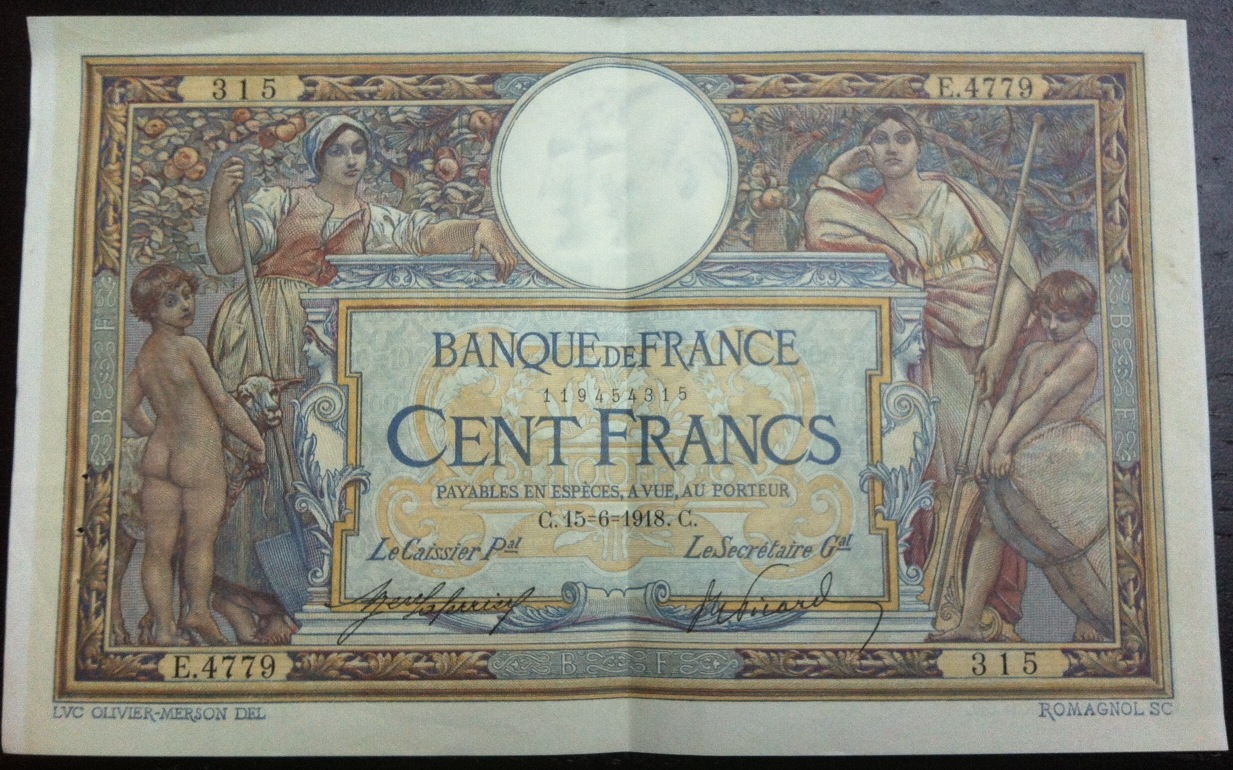 315
E.4779
BANQUE DE FRANCE
119454315
CENT FRANCS
PAYABLES EN ESPÈCES, A VUE, AU PORTEUR
C. 15=6=1918. C.
Le Caissier Pal
Le Secrétaire Gal
E.4779
B F
315
B F
B F
LVC OLIVIER-MERSON DEL
ROMAGNOL SC